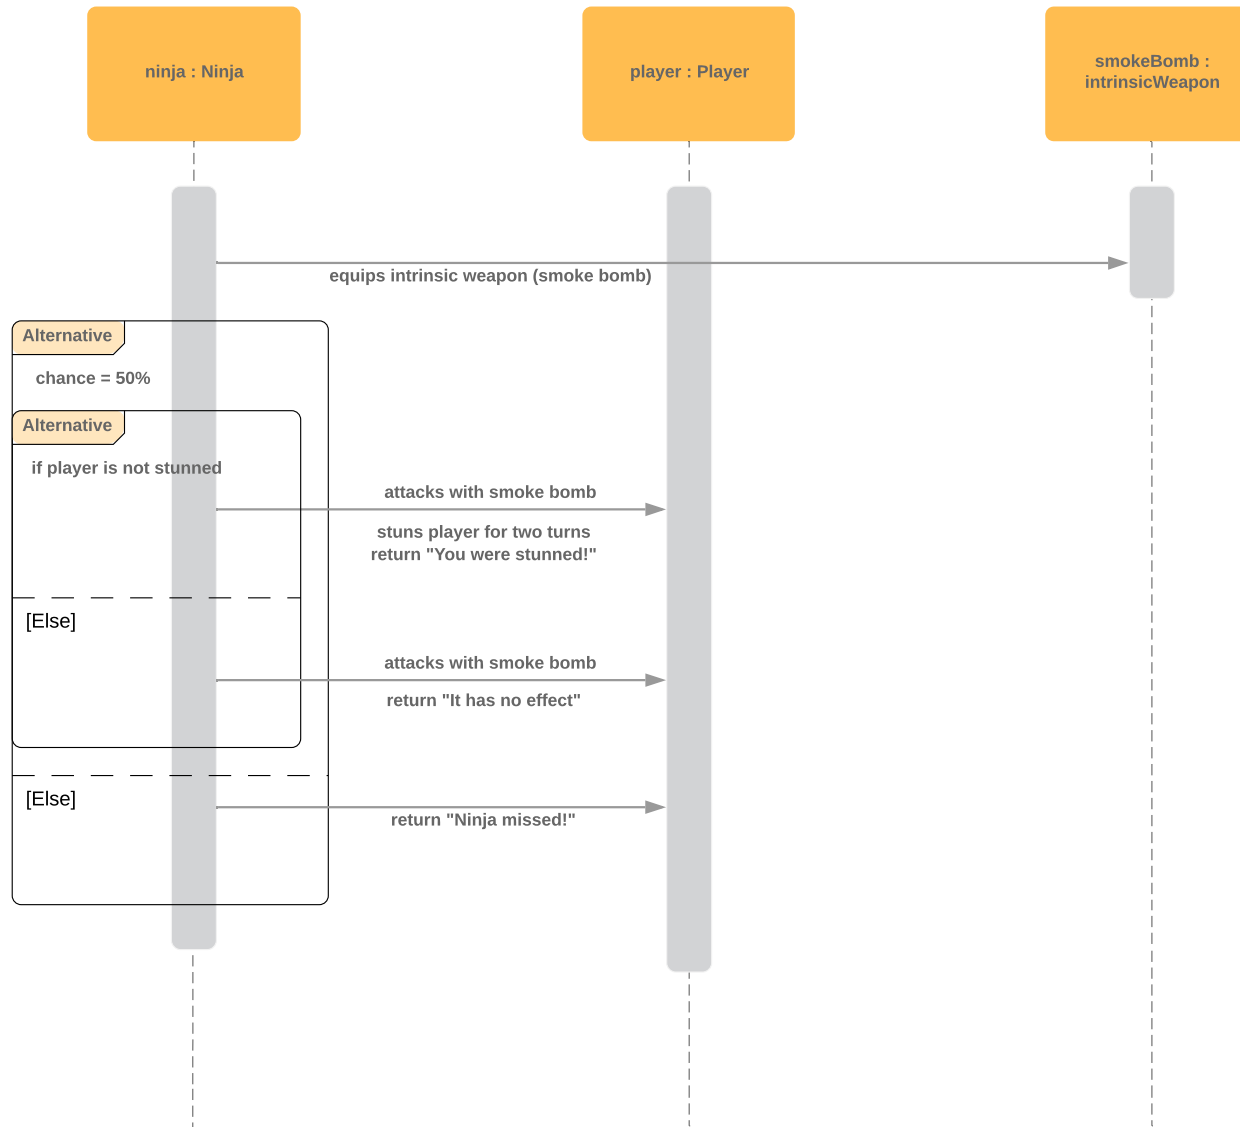 ninja : Ninja
player : Player
smokeBomb :
intrinsicWeapon
equips intrinsic weapon (smoke bomb)
Alternative
chance = 50%
Alternative
if player is not stunned
attacks with smoke bomb
stuns player for two turns
return "You were stunned!"
[Else]
attacks with smoke bomb
return "It has no effect"
[Else]
return "Ninja missed!"